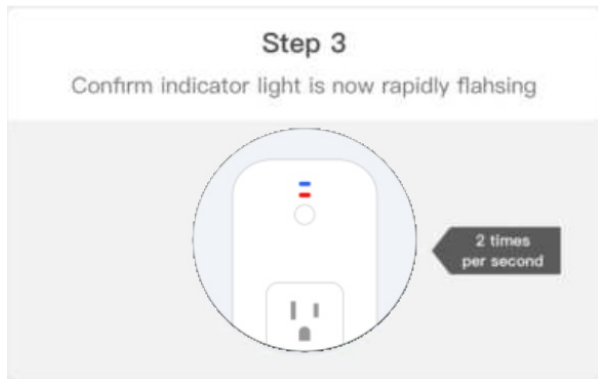 Step 3
Confirm indicator light is now rapidly flahsing
2 times
per second